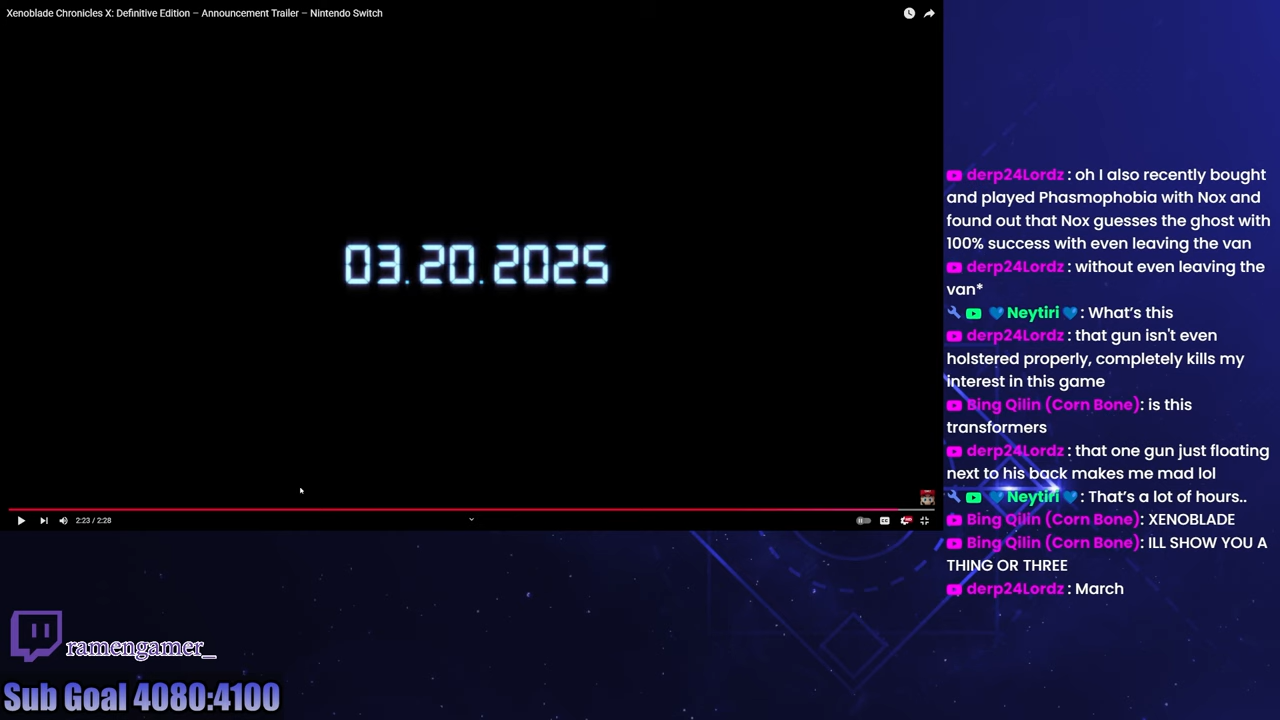 Xenoblade Chronicles X: Definitive Edition – Announcement Trailer – Nintendo Switch
03.20.2025
2:23 / 2:28
derp24Lordz : oh I also recently bought
and played Phasmophobia with Nox and
found out that Nox guesses the ghost with
100% success with even leaving the van
derp24Lordz : without even leaving the
van*
Neytiri : What’s this
derp24Lordz : that gun isn't even
holstered properly, completely kills my
interest in this game
Bing Qilin (Corn Bone): is this
transformers
derp24Lordz : that one gun just floating
next to his back makes me mad lol
Neytiri : That’s a lot of hours..
Bing Qilin (Corn Bone): XENOBLADE
Bing Qilin (Corn Bone): ILL SHOW YOU A
THING OR THREE
derp24Lordz : March
ramengamer_
Sub Goal 4080:4100